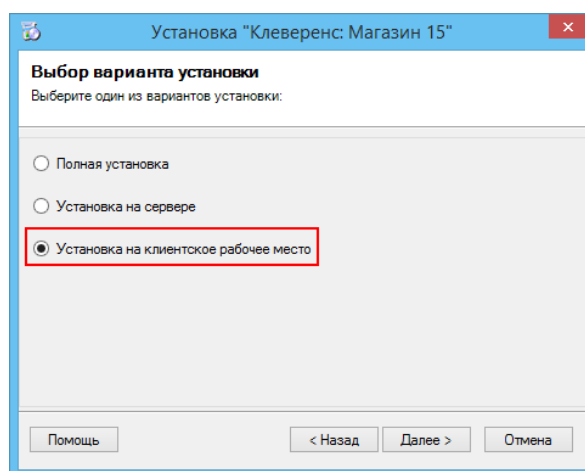 Установка "Клеверенс: Магазин 15"
Выбор варианта установки
Выберите один из вариантов установки:
Полная установка
Установка на сервере
Установка на клиентское рабочее место
Помощь
< Назад
Далее >
Отмена